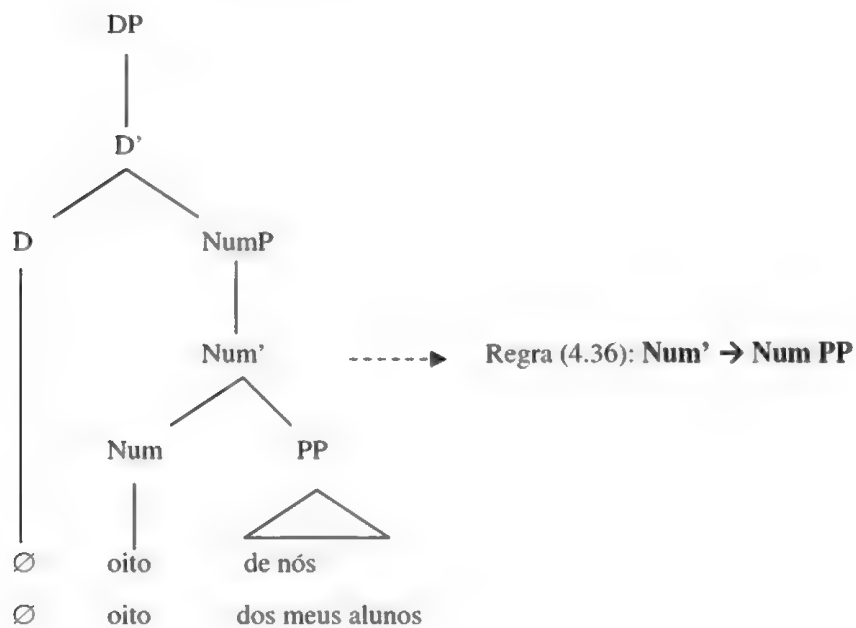 DP
D’
D NumP
Num’ Regra (4.36): Num’ → Num PP
Num PP
∅ oito de nós
∅ oito dos meus alunos